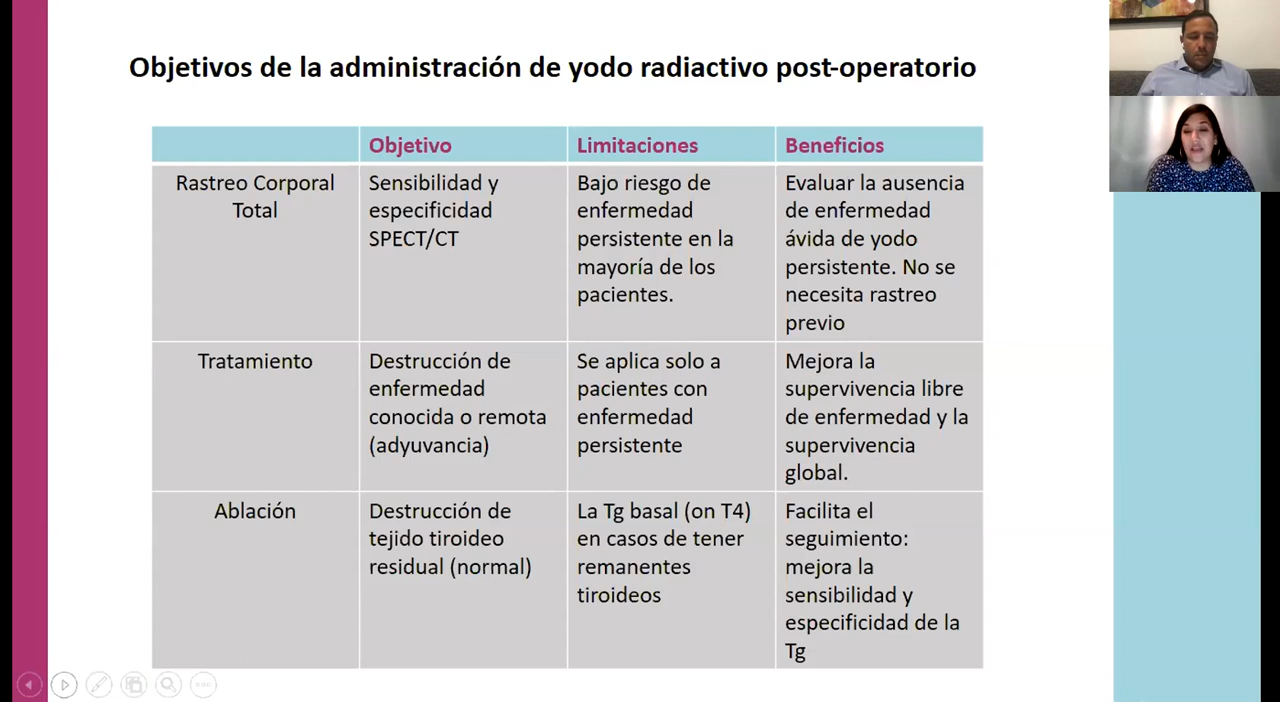 Objetivos de la administración de yodo radiactivo post-operatorio
Objetivo
Limitaciones
Beneficios
Rastreo Corporal
Total
Sensibilidad y
especificidad
SPECT/CT
Bajo riesgo de
enfermedad
persistente en la
mayoría de los
pacientes.
Evaluar la ausencia
de enfermedad
ávida de yodo
persistente. No se
necesita rastreo
previo
Tratamiento
Destrucción de
enfermedad
conocida o remota
(adyuvancia)
Se aplica solo a
pacientes con
enfermedad
persistente
Mejora la
supervivencia libre
de enfermedad y la
supervivencia
global.
Ablación
Destrucción de
tejido tiroideo
residual (normal)
La Tg basal (on T4)
en casos de tener
remanentes
tiroideos
Facilita el
seguimiento:
mejora la
sensibilidad y
especificidad de la
Tg